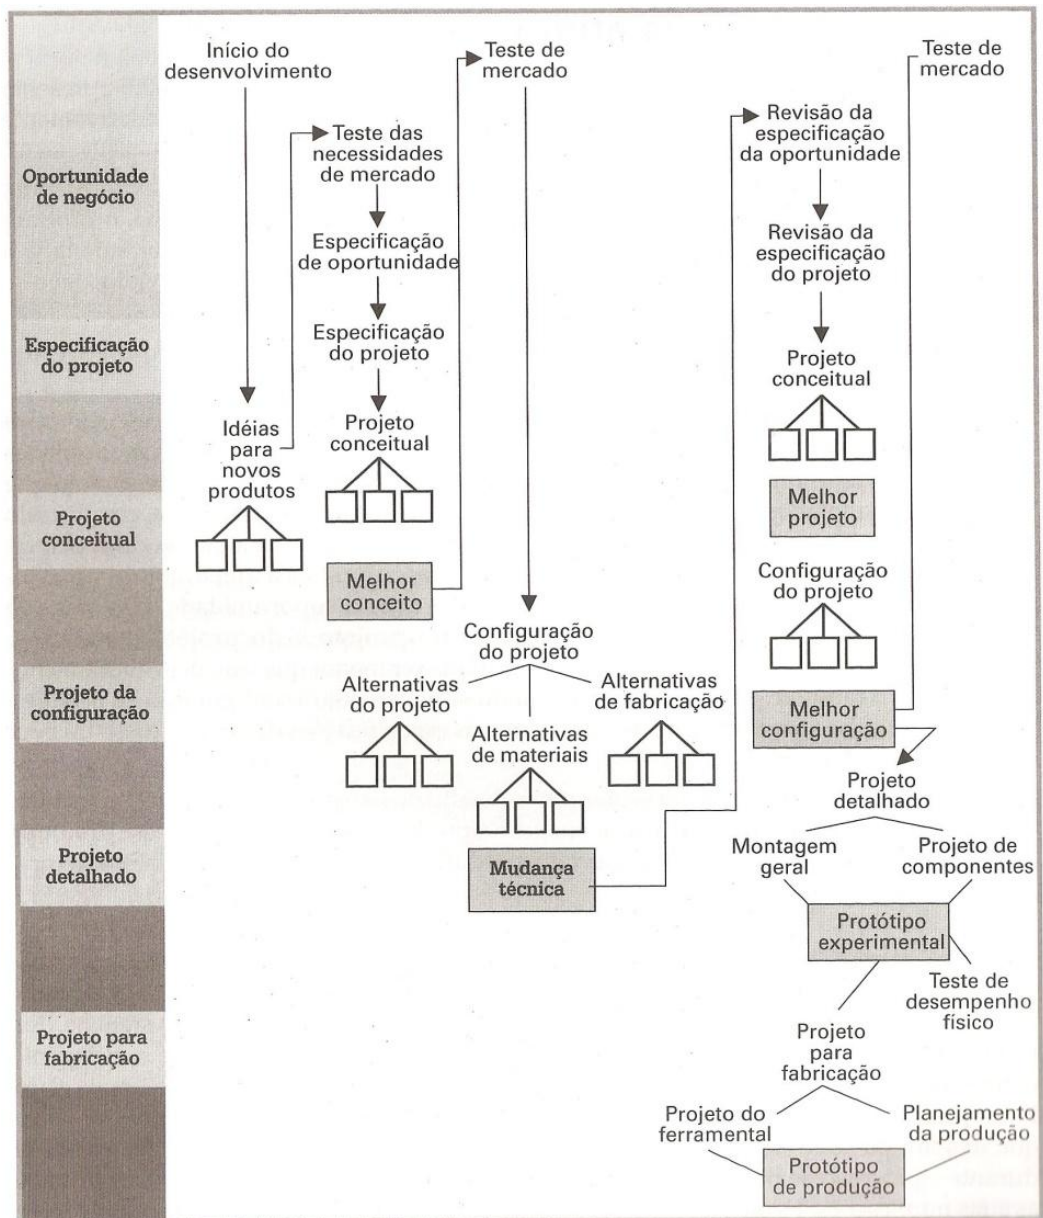 Oportunidade
de negócio
Especificação
do projeto
Projeto
conceitual
Projeto da
configuração
Projeto
detalhado
Projeto para
fabricação
Início do
desenvolvimento
Idéias
para
novos
produtos
Teste das
necessidades
de mercado
Especificação
de oportunidade
Especificação
do projeto
Projeto
conceitual
Melhor
conceito
Teste de
mercado
Configuração
do projeto
Alternativas
do projeto
Alternativas
de materiais
Alternativas
de fabricação
Mudança
técnica
Revisão da
especificação
da oportunidade
Revisão da
especificação
do projeto
Projeto
conceitual
Melhor
projeto
Configuração
do projeto
Melhor
configuração
Teste de
mercado
Projeto
detalhado
Montagem
geral
Projeto de
componentes
Protótipo
experimental
Teste de
desempenho
físico
Projeto
para
fabricação
Projeto do
ferramental
Planejamento
da produção
Protótipo
de produção